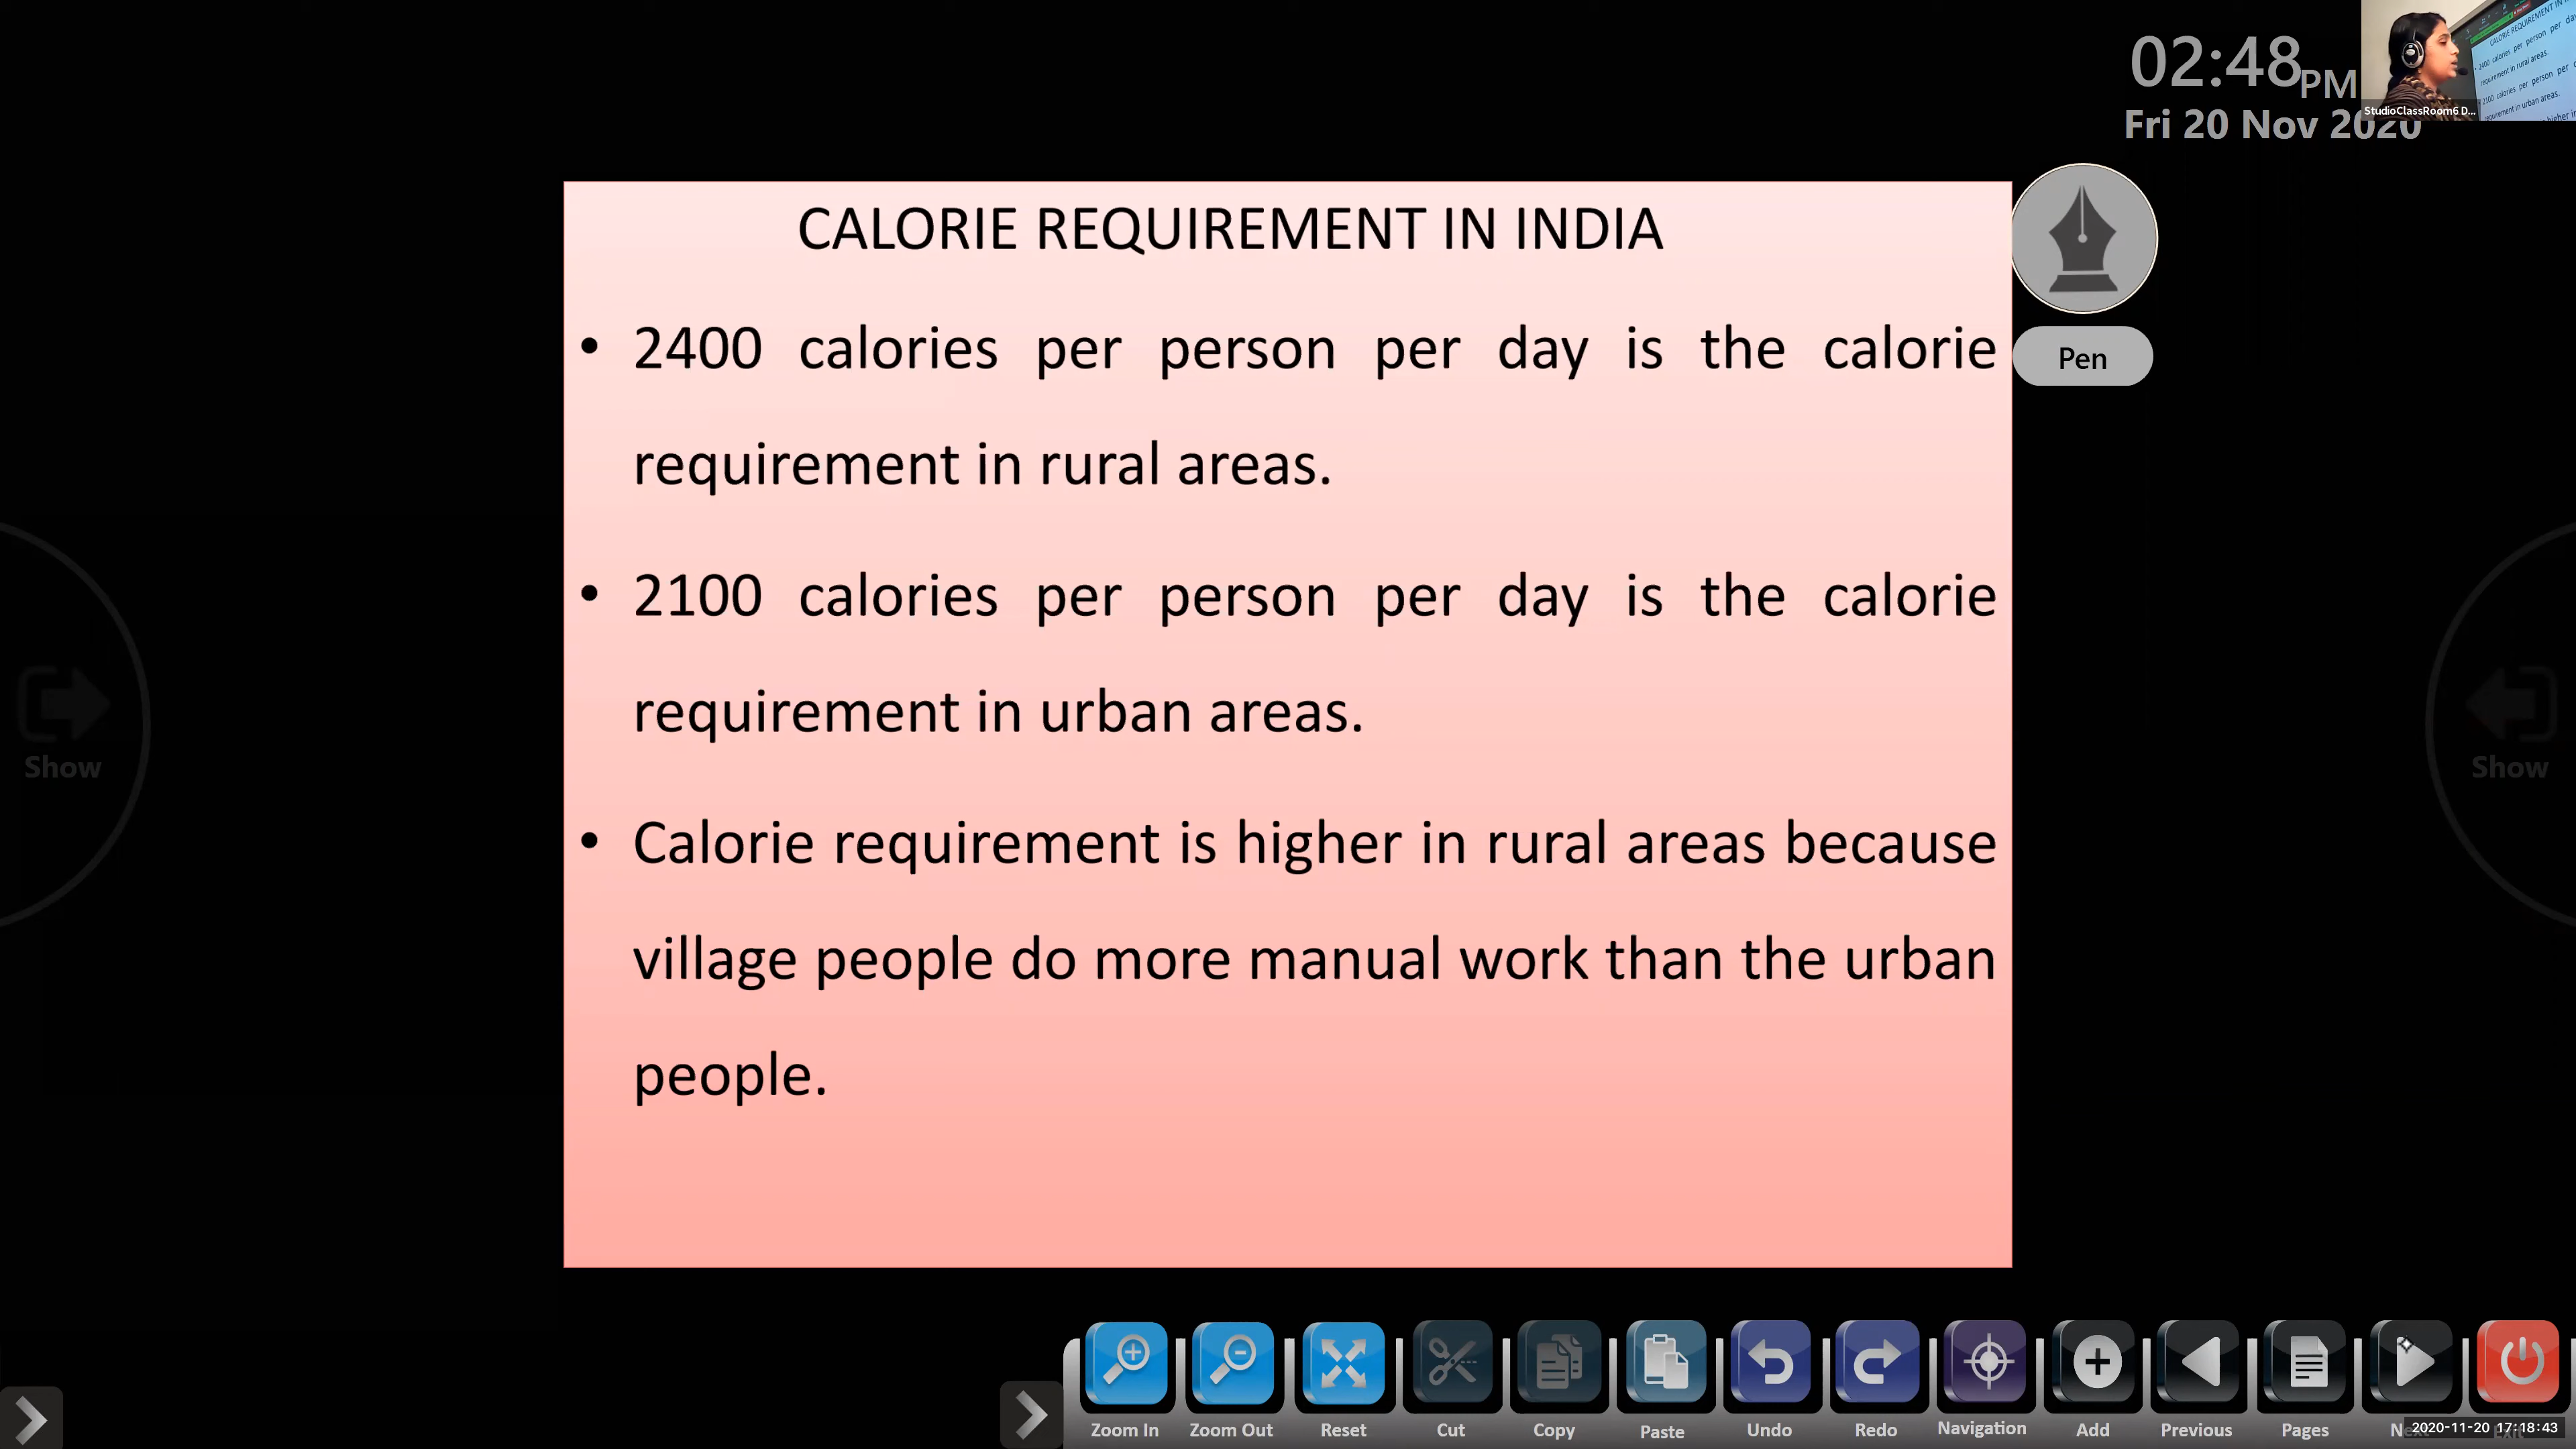 02:48 PM
Fri 20 Nov 2020
StudioClassRoom6 D...
CALORIE REQUIREMENT IN INDIA
• 2400 calories per person per day is the calorie
requirement in rural areas.
• 2100 calories per person per day is the calorie
requirement in urban areas.
• Calorie requirement is higher in rural areas because
village people do more manual work than the urban
people.
Pen
Show
Show
Zoom In
Zoom Out
Reset
Cut
Copy
Paste
Undo
Redo
Navigation
Add
Previous
Pages
2020-11-20 17:18:43